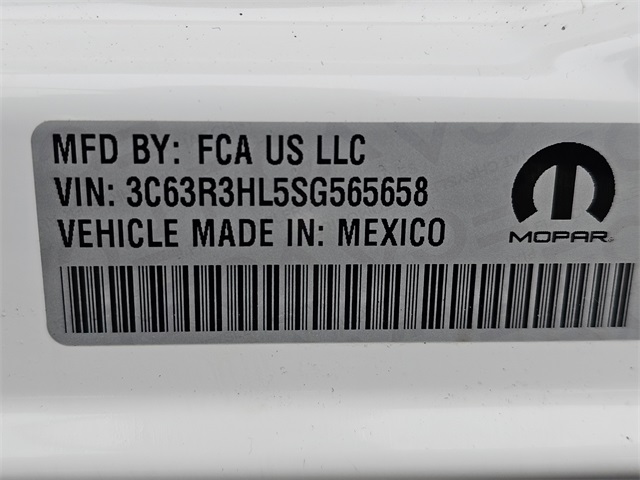 MFD BY: FCA US LLC
VIN: 3C63R3HL5SG565658
VEHICLE MADE IN: MEXICO
MOPAR